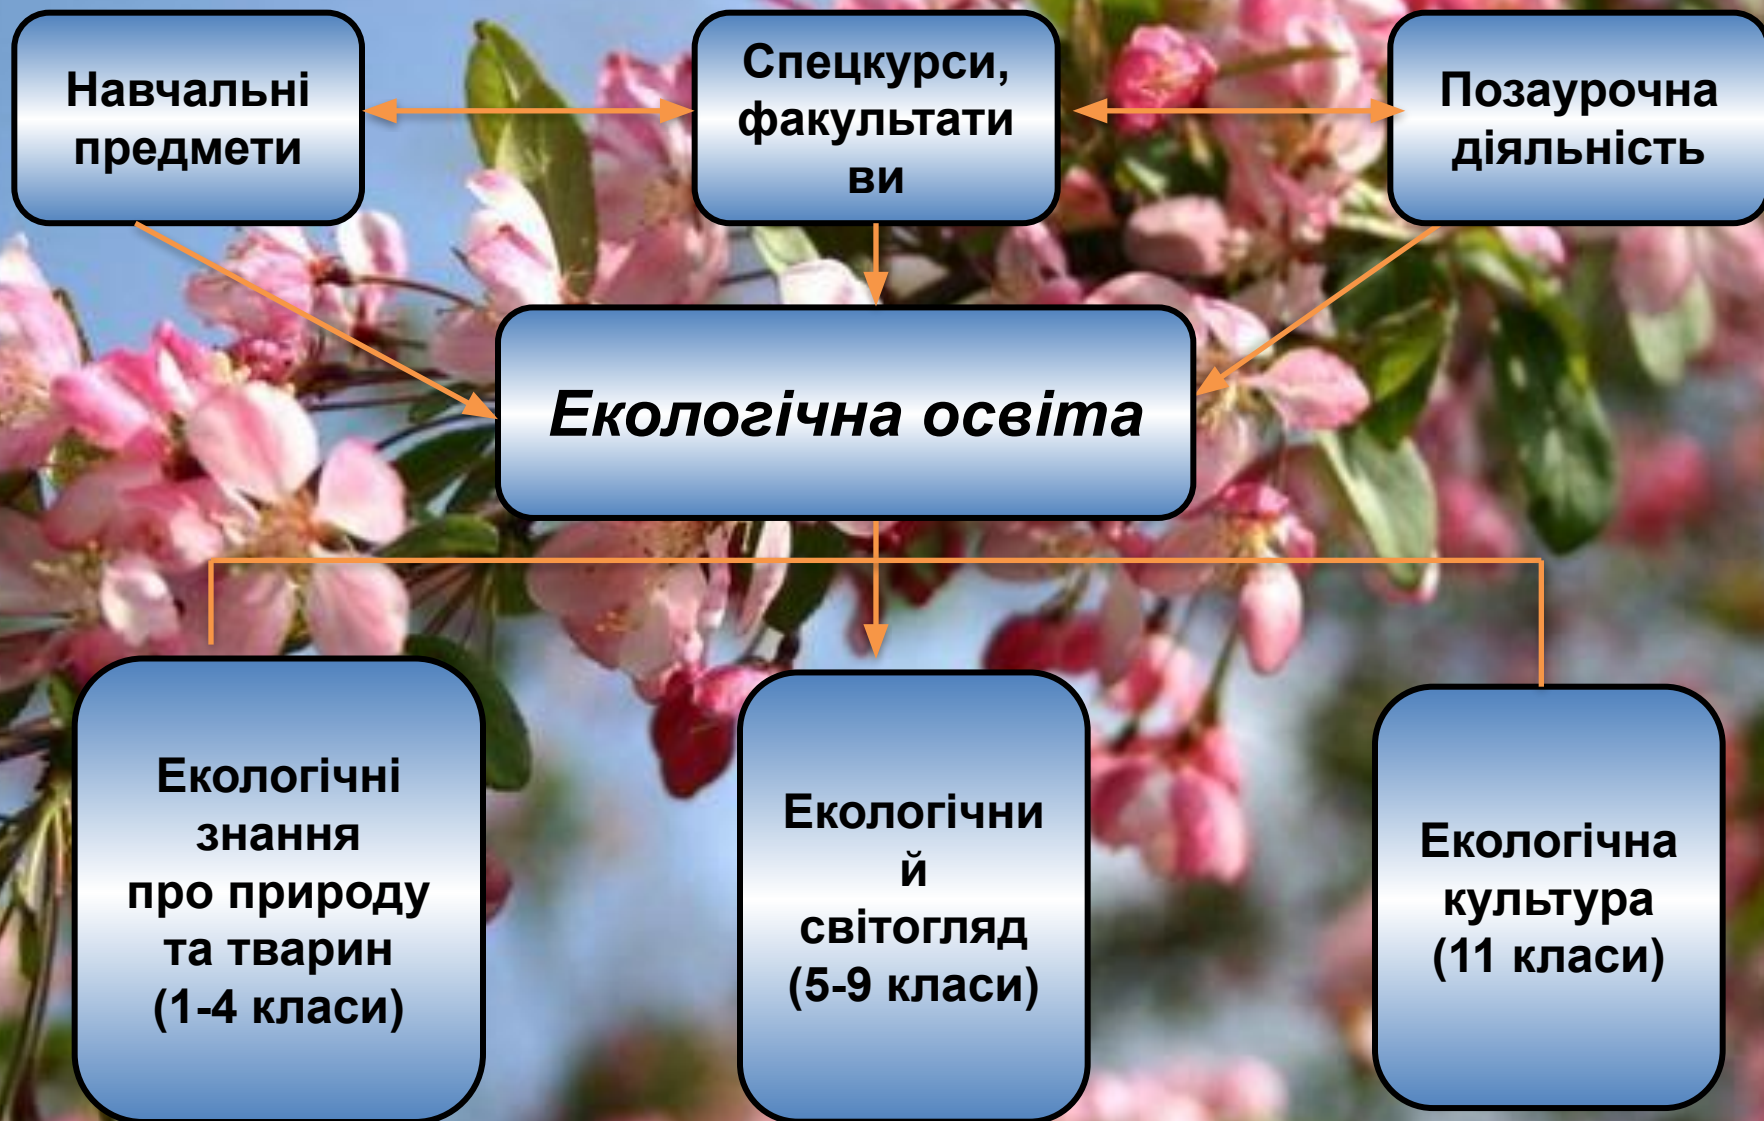 Навчальні
предмети
Спецкурси,
факультати
ви
Позаурочна
діяльність
Екологічна освіта
Екологічні
знання
про природу
та тварин
(1-4 класи)
Екологічни
й
світогляд
(5-9 класи)
Екологічна
культура
(11 класи)